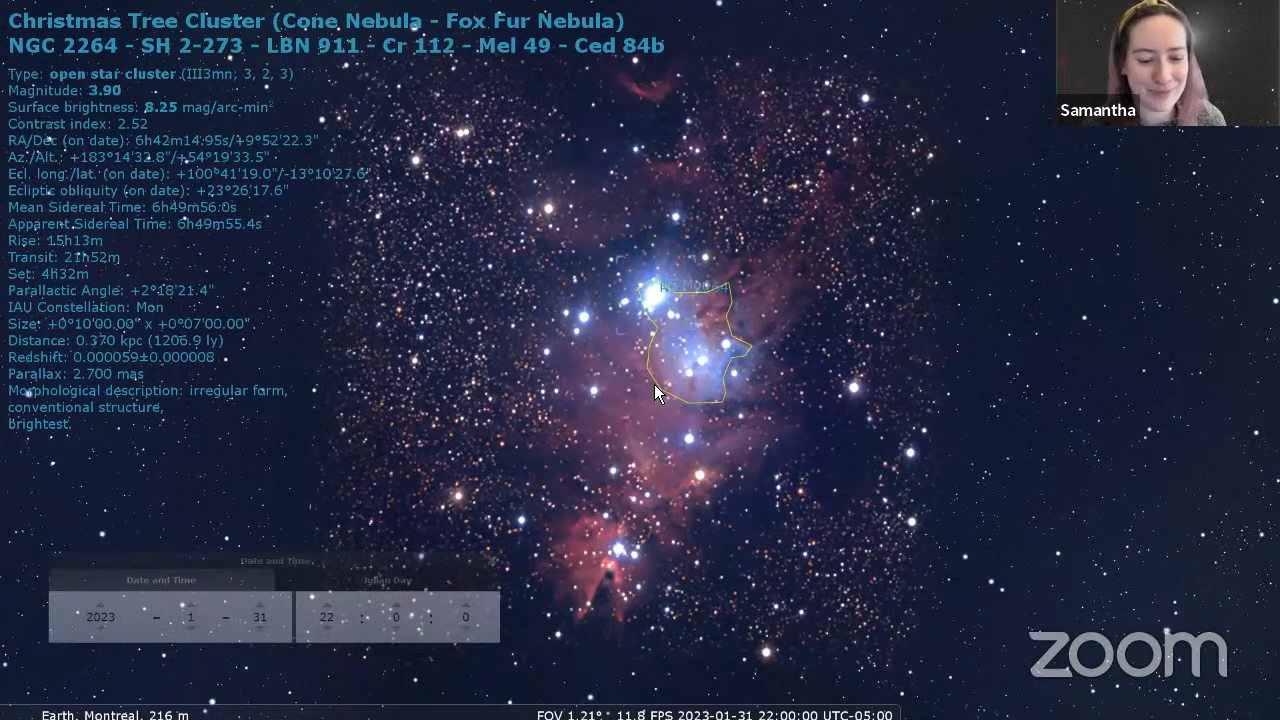 Christmas Tree Cluster (Cone Nebula - Fox Fur Nebula)
NGC 2264 - SH 2-273 - LBN 911 - Cr 112 - Mel 49 - Ced 84b
Type: open star cluster (III3mn; 3, 2, 3)
Magnitude: 3.90
Surface brightness: 8.25 mag/arc-min²
Contrast index: 2.52
RA/Dec (on date): 6h42m14.95s/+9°52'22.3"
Az./Alt.: +183°14'32.8"/+54°19'33.5"
Ecl. long./lat. (on date): +100°41'19.0"/-13°10'27.6"
Ecliptic obliquity (on date): +23°26'17.6"
Mean Sidereal Time: 6h49m56.0s
Apparent Sidereal Time: 6h49m55.4s
Rise: 15h13m
Transit: 21h52m
Set: 4h32m
Parallactic Angle: +2°18'21.4"
IAU Constellation: Mon
Size: +0°10'00.00" x +0°07'00.00"
Distance: 0.370 kpc (1206.9 ly)
Redshift: 0.000059±0.000008
Parallax: 2.700 mas
Morphological description: irregular form,
conventional structure,
brightest.
Samantha
Date and Time
Date and Time Julian Day
2023 - 1 - 31 22 : 0 : 0
zoom
Earth, Montreal, 216 m FOV 1.21° 11.8 FPS 2023-01-31 22:00:00 UTC-05:00